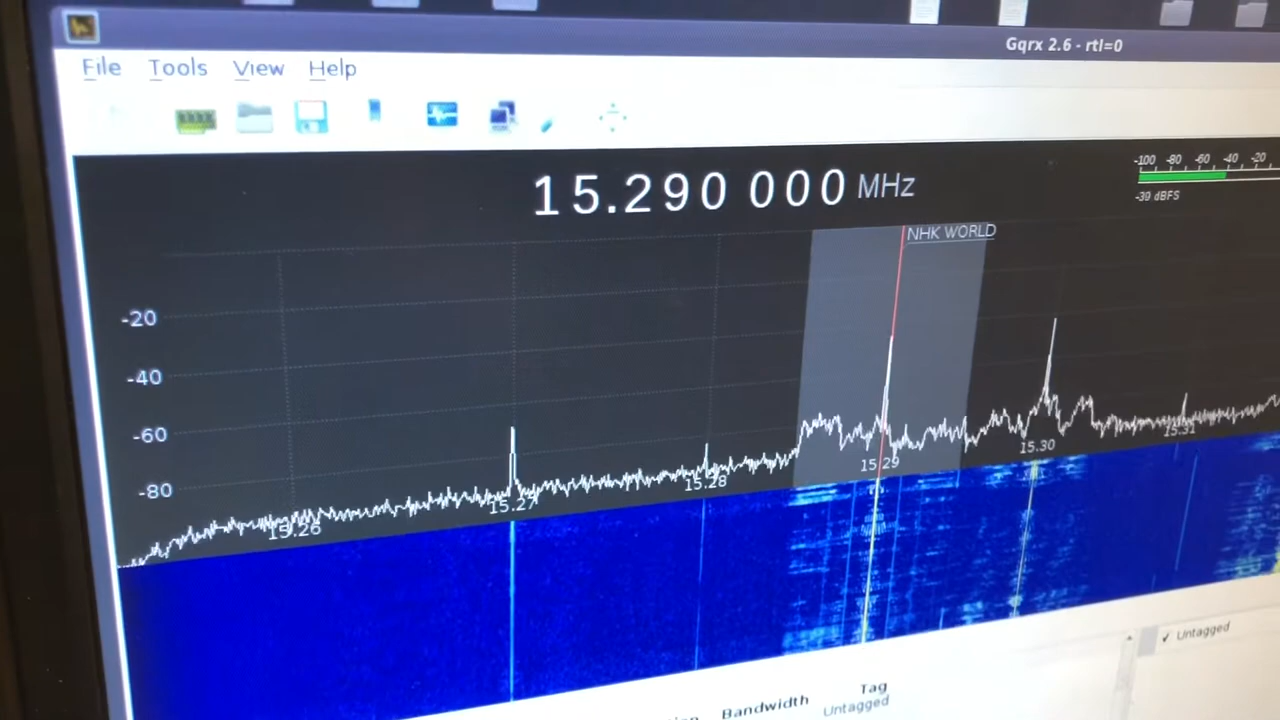 Gqrx 2.6 - rtl=0
File Tools View Help
15.290 000 MHz
-100 -80 -60 -40 -20
-39 dBFS
NHK WORLD
-20
-40
-60
-80
15.26 15.27 15.28 15.29 15.30 15.31
✓ Untagged
Bandwidth Tag
Untagged